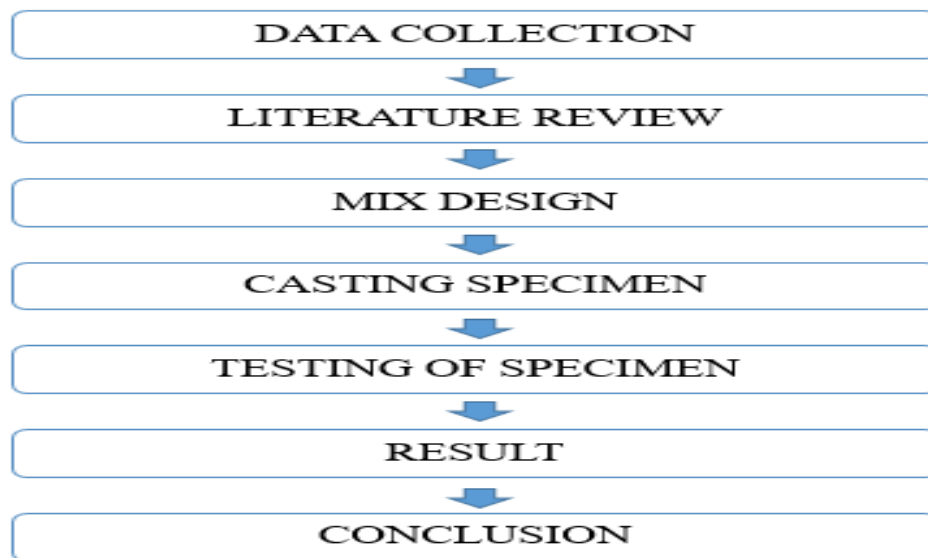 DATA COLLECTION
LITERATURE REVIEW
MIX DESIGN
CASTING SPECIMEN
TESTING OF SPECIMEN
RESULT
CONCLUSION